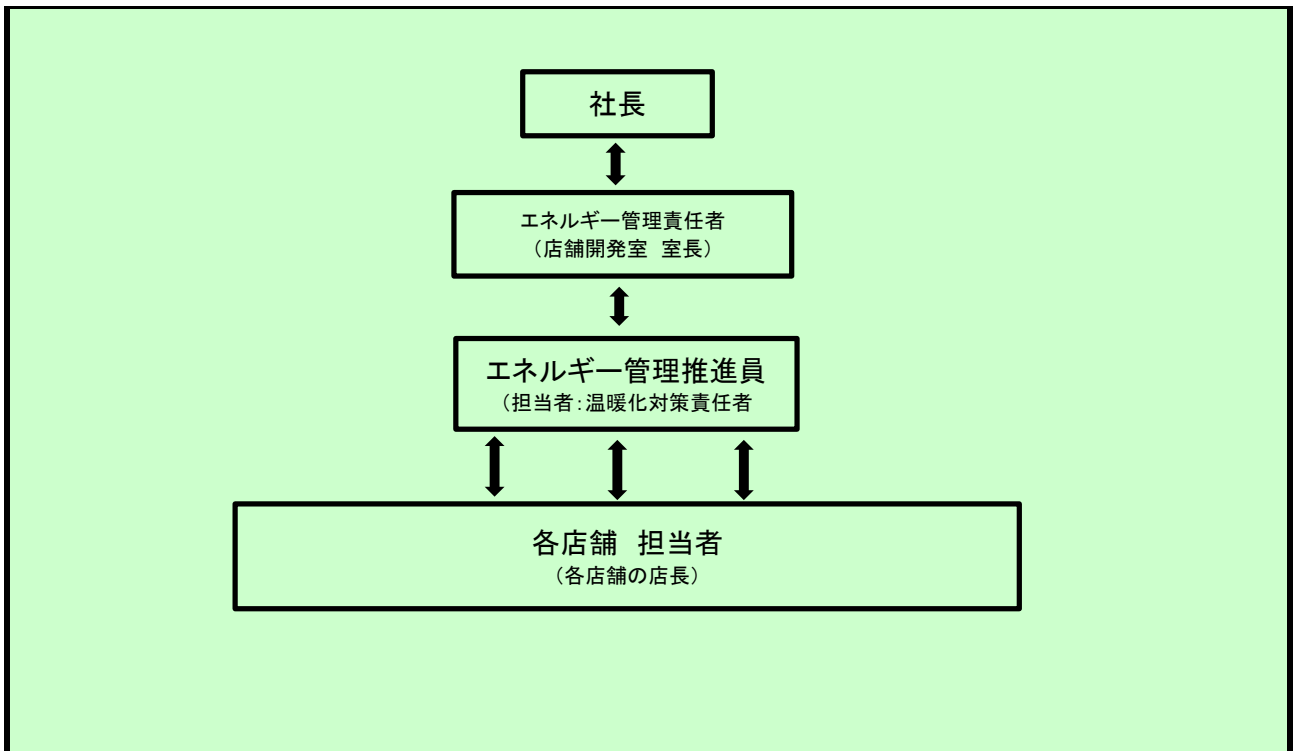 社長
エネルギー管理責任者
（店舗開発室　室長）
エネルギー管理推進員
（担当者：温暖化対策責任者
各店舗　担当者
（各店舗の店長）